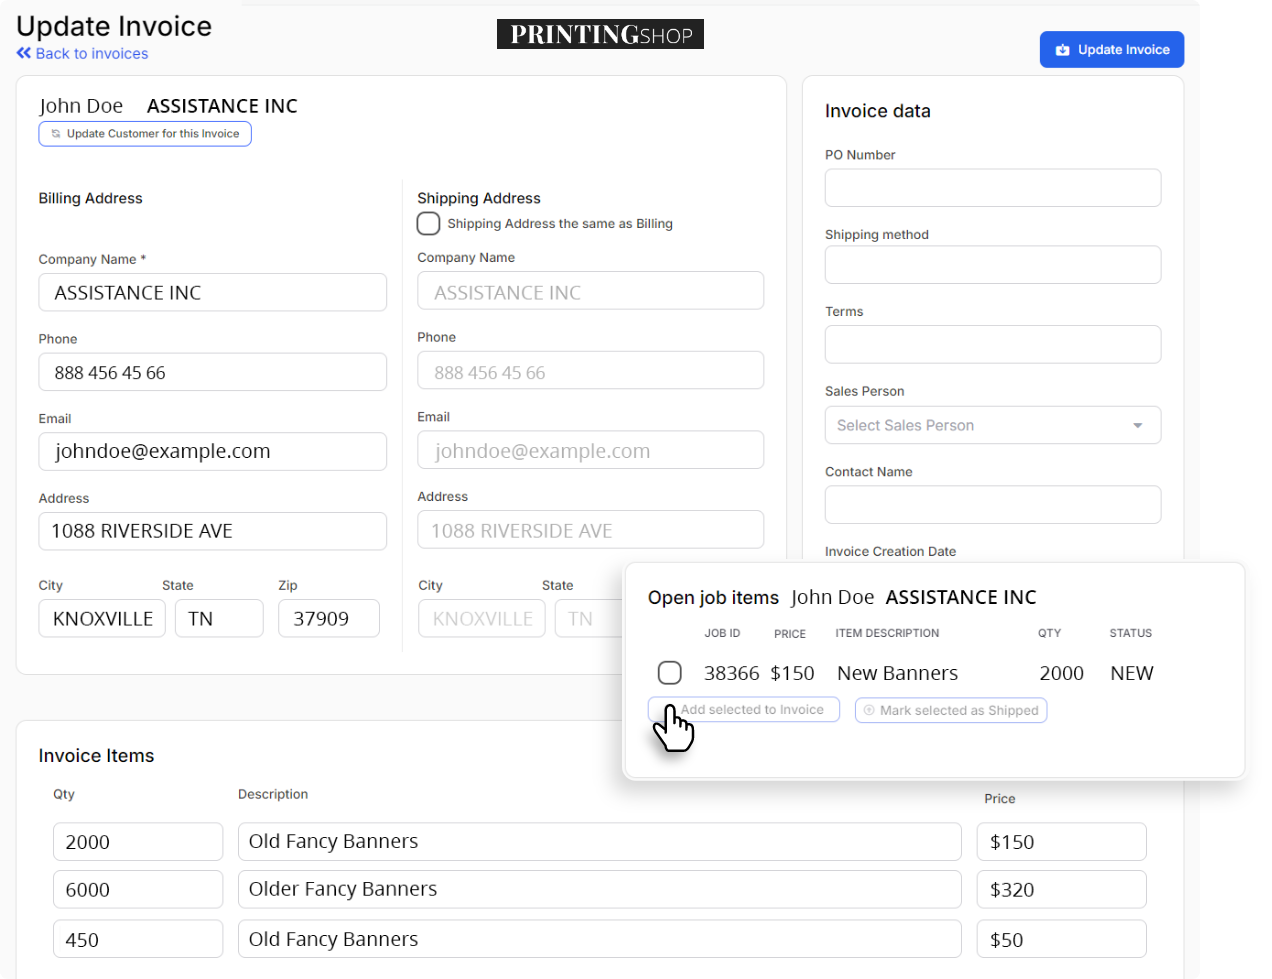 Update Invoice
Back to invoices
PRINTINGSHOP
Update Invoice
John Doe ASSISTANCE INC
Update Customer for this Invoice
Billing Address
Company Name *
ASSISTANCE INC
Phone
888 456 45 66
Email
johndoe@example.com
Address
1088 RIVERSIDE AVE
City State Zip
KNOXVILLE TN 37909
Shipping Address
Shipping Address the same as Billing
Company Name
ASSISTANCE INC
Phone
888 456 45 66
Email
johndoe@example.com
Address
1088 RIVERSIDE AVE
City State
KNOXVILLE TN
Invoice data
PO Number
Shipping method
Terms
Sales Person
Select Sales Person
Contact Name
Invoice Creation Date
Open job items John Doe ASSISTANCE INC
JOB ID PRICE ITEM DESCRIPTION QTY STATUS
38366 $150 New Banners 2000 NEW
Add selected to Invoice Mark selected as Shipped
Invoice Items
Qty Description Price
2000 Old Fancy Banners $150
6000 Older Fancy Banners $320
450 Old Fancy Banners $50